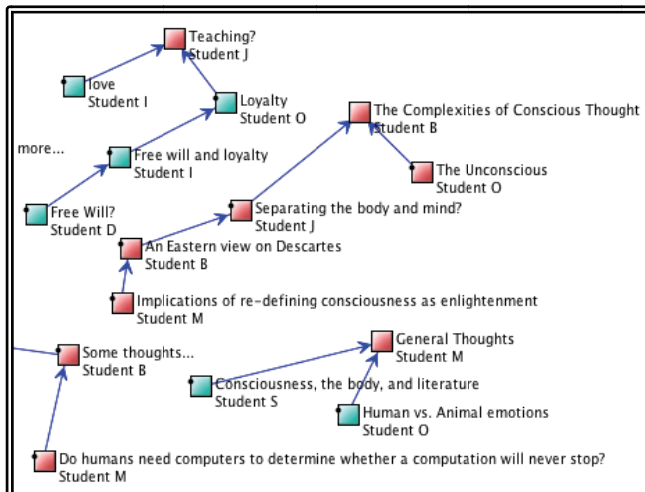 Teaching?
Student J
love
Student I
Loyalty
Student O
The Complexities of Conscious Thought
Student B
more...
Free will and loyalty
Student I
The Unconscious
Student O
Free Will?
Student D
Separating the body and mind?
Student J
An Eastern view on Descartes
Student B
Implications of re-defining consciousness as enlightenment
Student M
General Thoughts
Student M
Some thoughts...
Student B
Consciousness, the body, and literature
Student S
Human vs. Animal emotions
Student O
Do humans need computers to determine whether a computation will never stop?
Student M